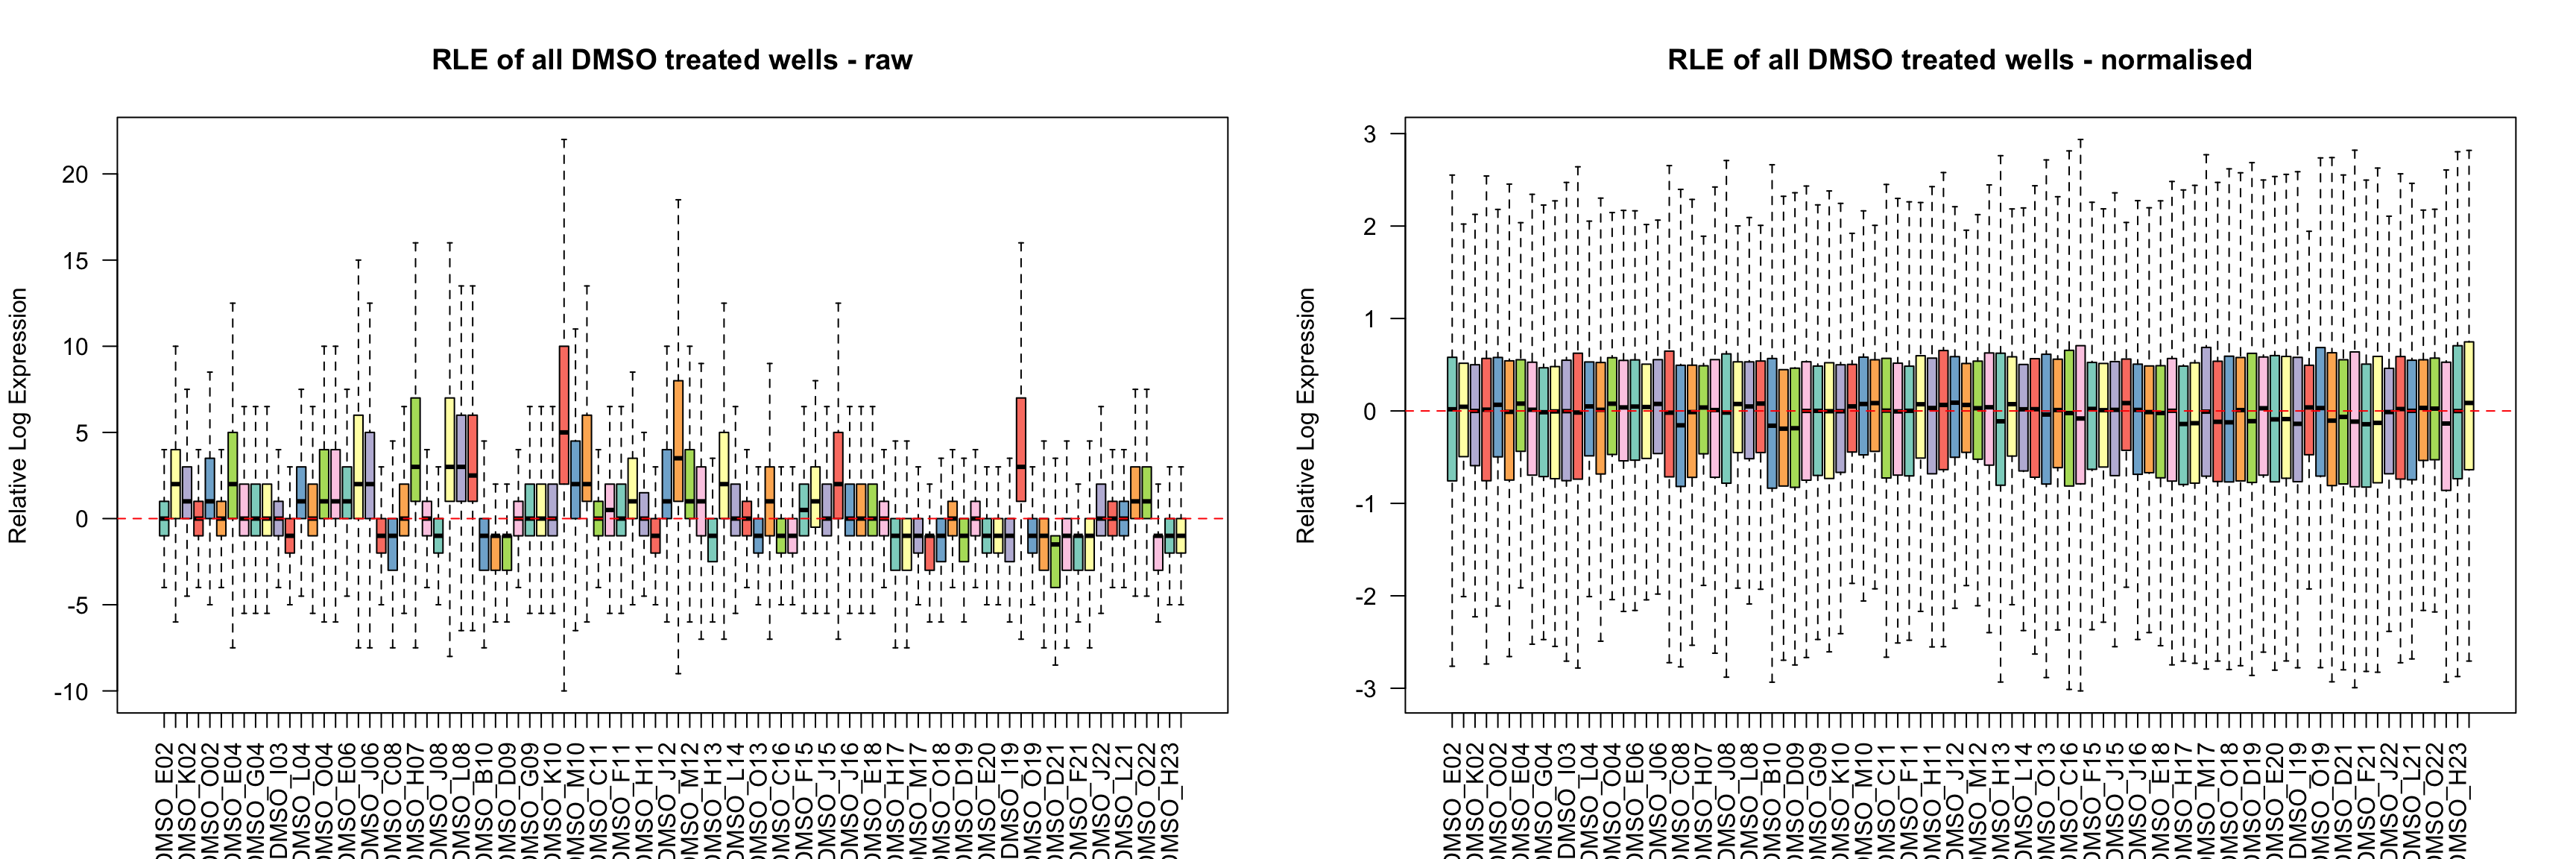 RLE of all DMSO treated wells - raw
Relative Log Expression
20
15
10
5
0
-5
-10
DMSO_E02
DMSO_K02
DMSO_O02
DMSO_E04
DMSO_G04
DMSO_I03
DMSO_L04
DMSO_O04
DMSO_E06
DMSO_J06
DMSO_C08
DMSO_H07
DMSO_J08
DMSO_L08
DMSO_B10
DMSO_D09
DMSO_G09
DMSO_K10
DMSO_M10
DMSO_C11
DMSO_F11
DMSO_H11
DMSO_J12
DMSO_M12
DMSO_H13
DMSO_L14
DMSO_O13
DMSO_C16
DMSO_F15
DMSO_J15
DMSO_J16
DMSO_E18
DMSO_H17
DMSO_M17
DMSO_O18
DMSO_D19
DMSO_E20
DMSO_I19
DMSO_O19
DMSO_D21
DMSO_F21
DMSO_J22
DMSO_L21
DMSO_O22
DMSO_H23
RLE of all DMSO treated wells - normalised
Relative Log Expression
3
2
1
0
-1
-2
-3
DMSO_E02
DMSO_K02
DMSO_O02
DMSO_E04
DMSO_G04
DMSO_I03
DMSO_L04
DMSO_O04
DMSO_E06
DMSO_J06
DMSO_C08
DMSO_H07
DMSO_J08
DMSO_L08
DMSO_B10
DMSO_D09
DMSO_G09
DMSO_K10
DMSO_M10
DMSO_C11
DMSO_F11
DMSO_H11
DMSO_J12
DMSO_M12
DMSO_H13
DMSO_L14
DMSO_O13
DMSO_C16
DMSO_F15
DMSO_J15
DMSO_J16
DMSO_E18
DMSO_H17
DMSO_M17
DMSO_O18
DMSO_D19
DMSO_E20
DMSO_I19
DMSO_O19
DMSO_D21
DMSO_F21
DMSO_J22
DMSO_L21
DMSO_O22
DMSO_H23